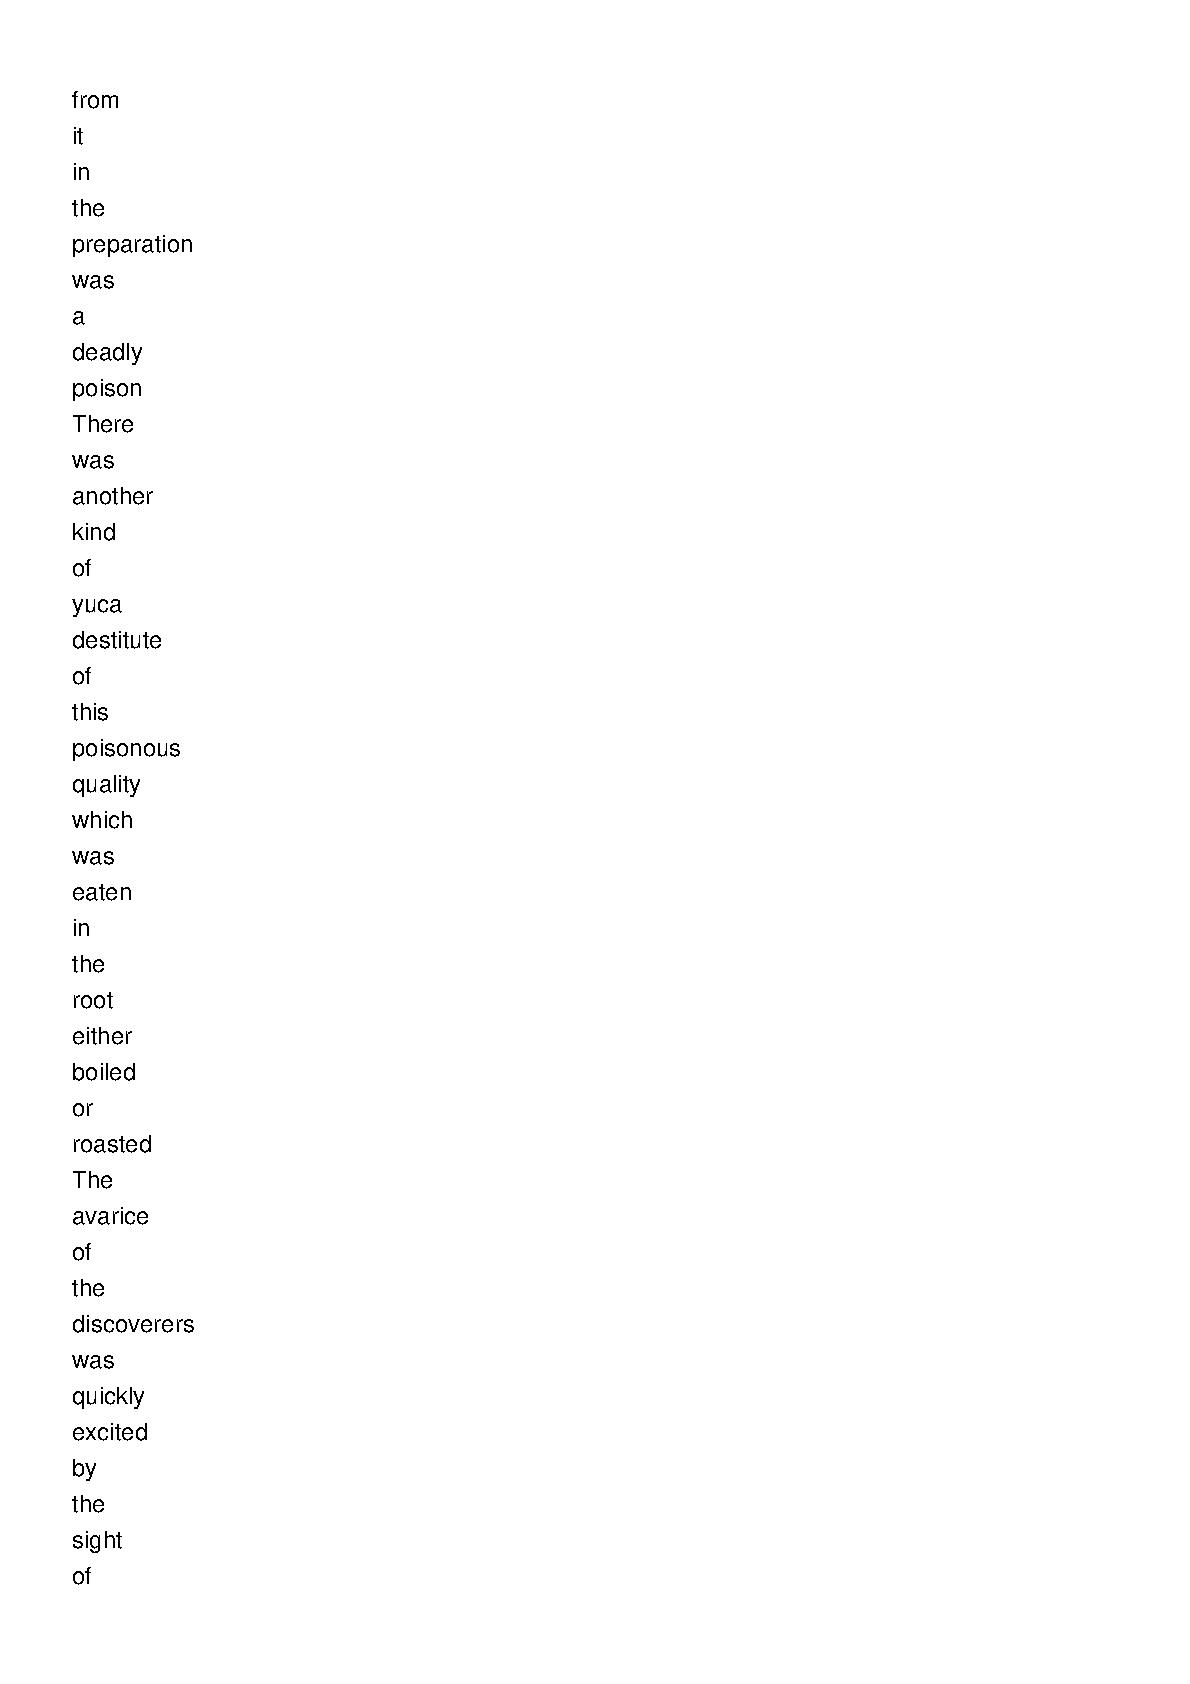 from
it
in
the
preparation
was
a
deadly
poison
There
was
another
kind
of
yuca
destitute
of
this
poisonous
quality
which
was
eaten
in
the
root
either
boiled
or
roasted
The
avarice
of
the
discoverers
was
quickly
excited
by
the
sight
of